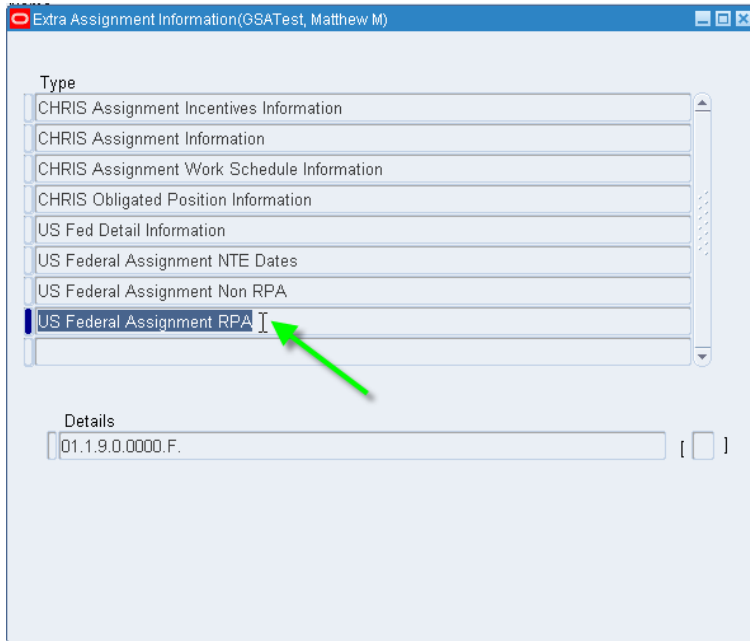 Extra Assignment Information(GSATest, Matthew M)
Type
CHRIS Assignment Incentives Information
CHRIS Assignment Information
CHRIS Assignment Work Schedule Information
CHRIS Obligated Position Information
US Fed Detail Information
US Federal Assignment NTE Dates
US Federal Assignment Non RPA
US Federal Assignment RPA
Details
01.1.9.0.0000.F.
[ ]